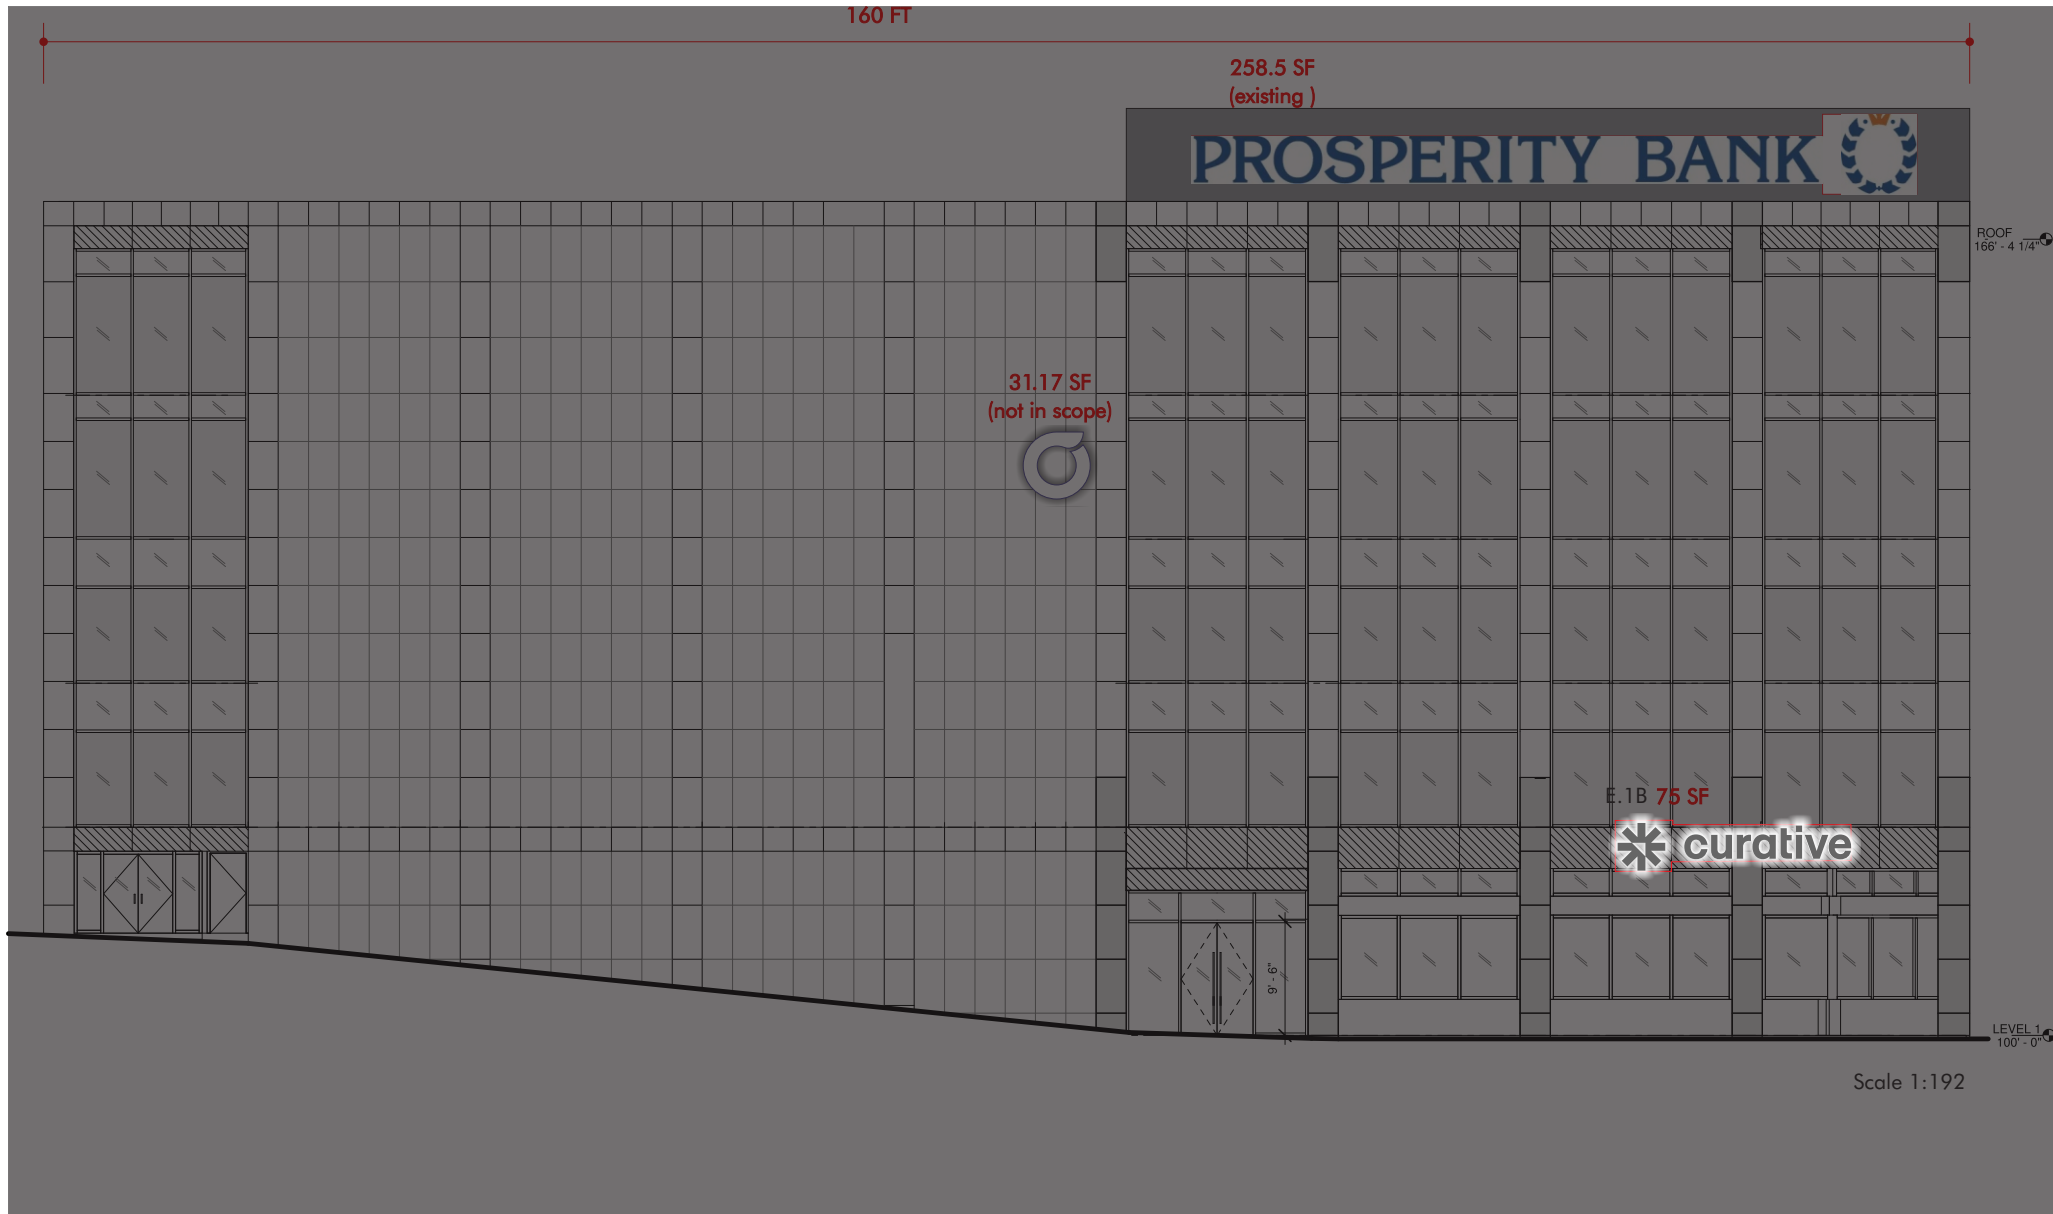 160 FT
258.5 SF
(existing )
PROSPERITY BANK
ROOF
166' - 4 1/4"
31.17 SF
(not in scope)
E.1B 75 SF
curative
9' - 6"
LEVEL 1
100' - 0"
Scale 1:192